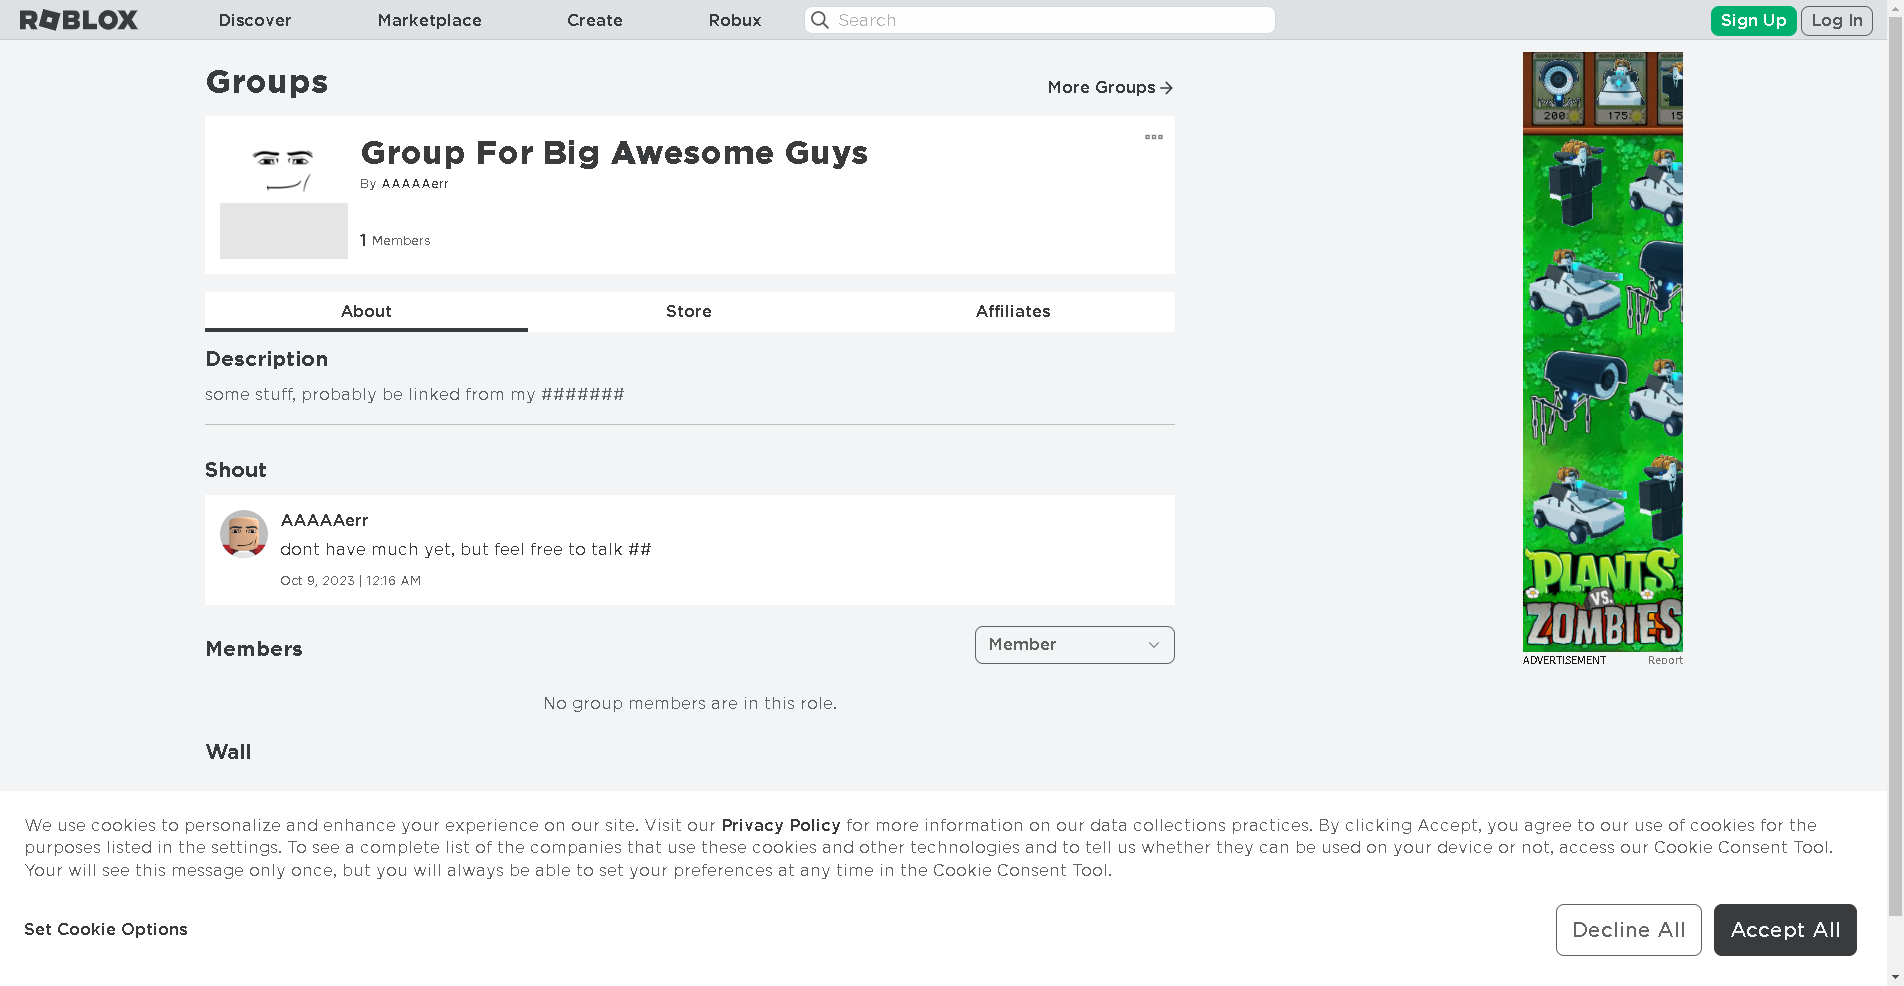 ROBLOX
Discover
Marketplace
Create
Robux
Search
Sign Up
Log In
Groups
More Groups
Group For Big Awesome Guys
By AAAAAerr
1 Members
About
Store
Affiliates
Description
some stuff, probably be linked from my #######
Shout
AAAAAerr
dont have much yet, but feel free to talk ##
Oct 9, 2023 | 12:16 AM
Members
Member
No group members are in this role.
Wall
200
175
15
PLANTS
VS.
ZOMBIES
ADVERTISEMENT
Report
We use cookies to personalize and enhance your experience on our site. Visit our Privacy Policy for more information on our data collections practices. By clicking Accept, you agree to our use of cookies for the
purposes listed in the settings. To see a complete list of the companies that use these cookies and other technologies and to tell us whether they can be used on your device or not, access our Cookie Consent Tool.
Your will see this message only once, but you will always be able to set your preferences at any time in the Cookie Consent Tool.
Set Cookie Options
Decline All
Accept All